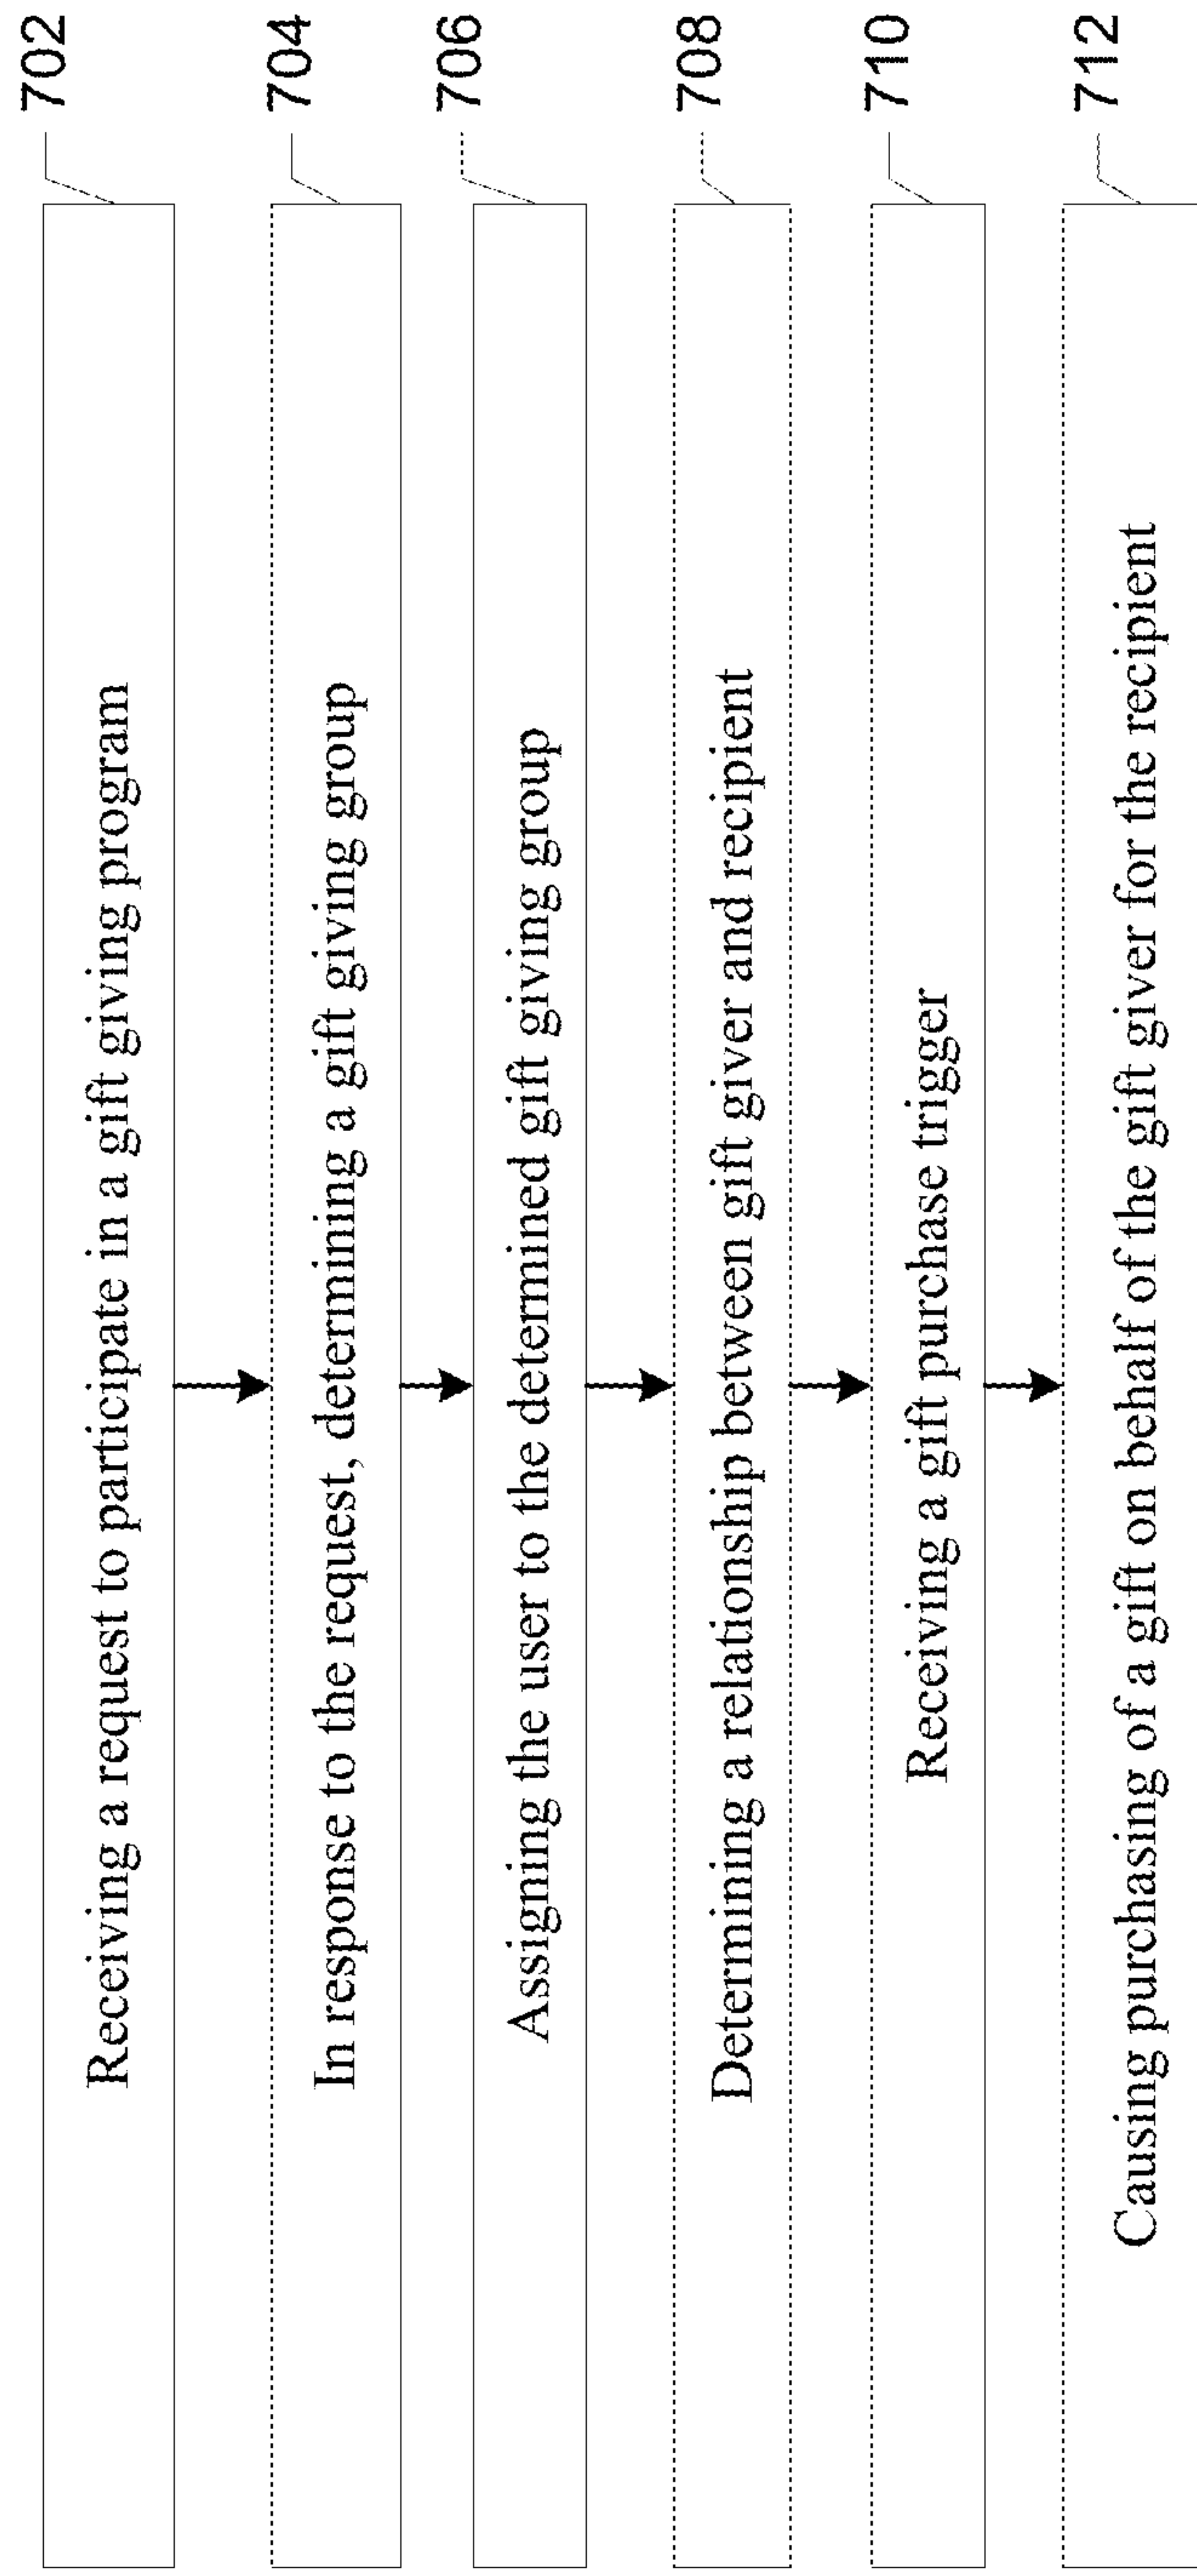 702
Receiving a request to participate in a gift giving program
704
In response to the request, determining a gift giving group
706
Assigning the user to the determined gift giving group
708
Determining a relationship between gift giver and recipient
710
Receiving a gift purchase trigger
712
Causing purchasing of a gift on behalf of the gift giver for the recipient